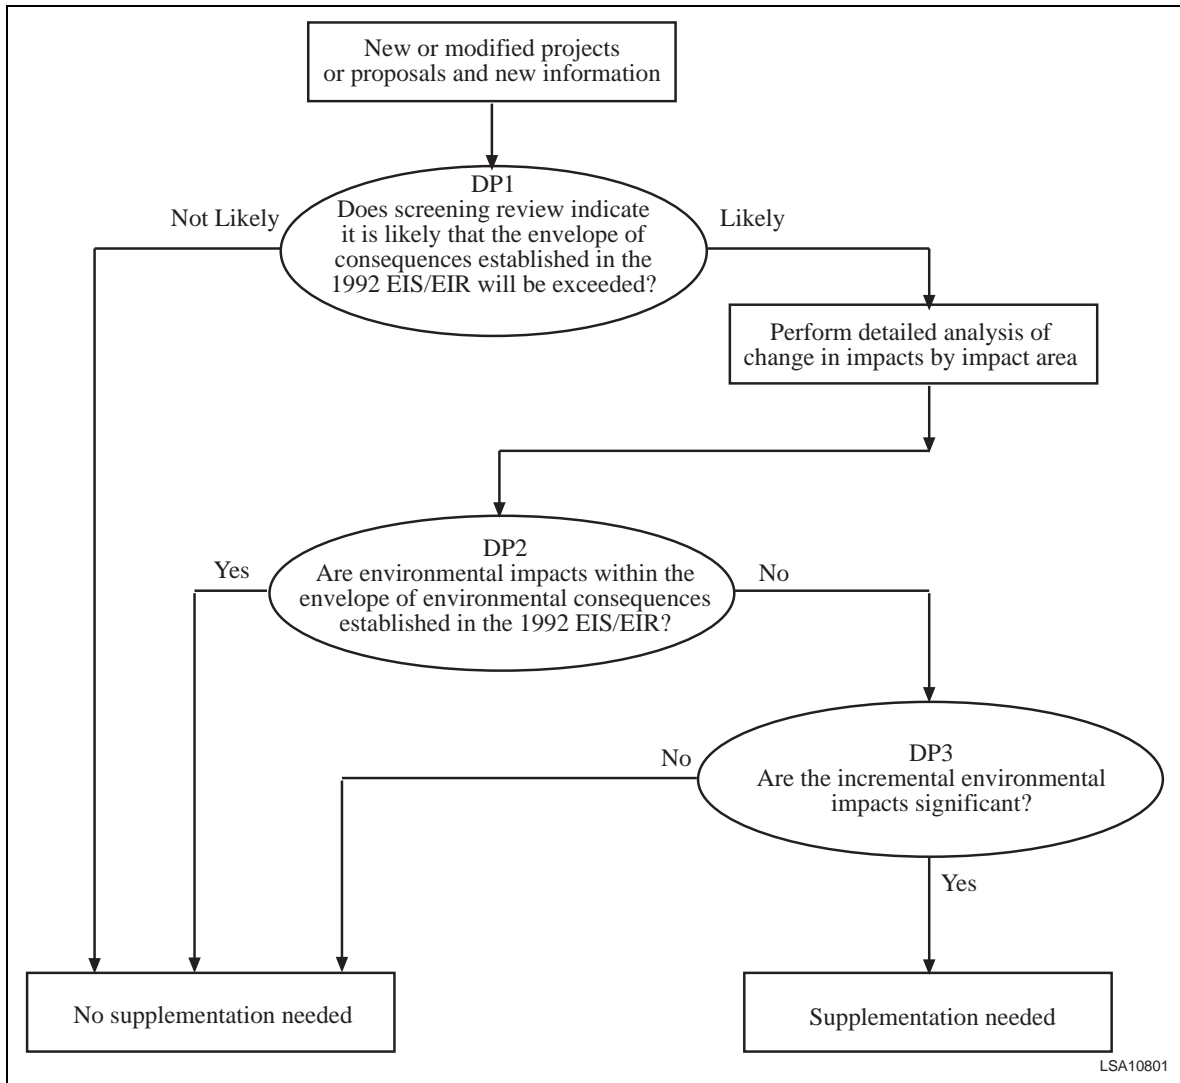 New or modified projects
or proposals and new information
DP1
Does screening review indicate
it is likely that the envelope of
consequences established in the
1992 EIS/EIR will be exceeded?
Not Likely
Likely
Perform detailed analysis of
change in impacts by impact area
DP2
Are environmental impacts within the
envelope of environmental consequences
established in the 1992 EIS/EIR?
Yes
No
DP3
Are the incremental environmental
impacts significant?
No
Yes
No supplementation needed
Supplementation needed
LSA10801